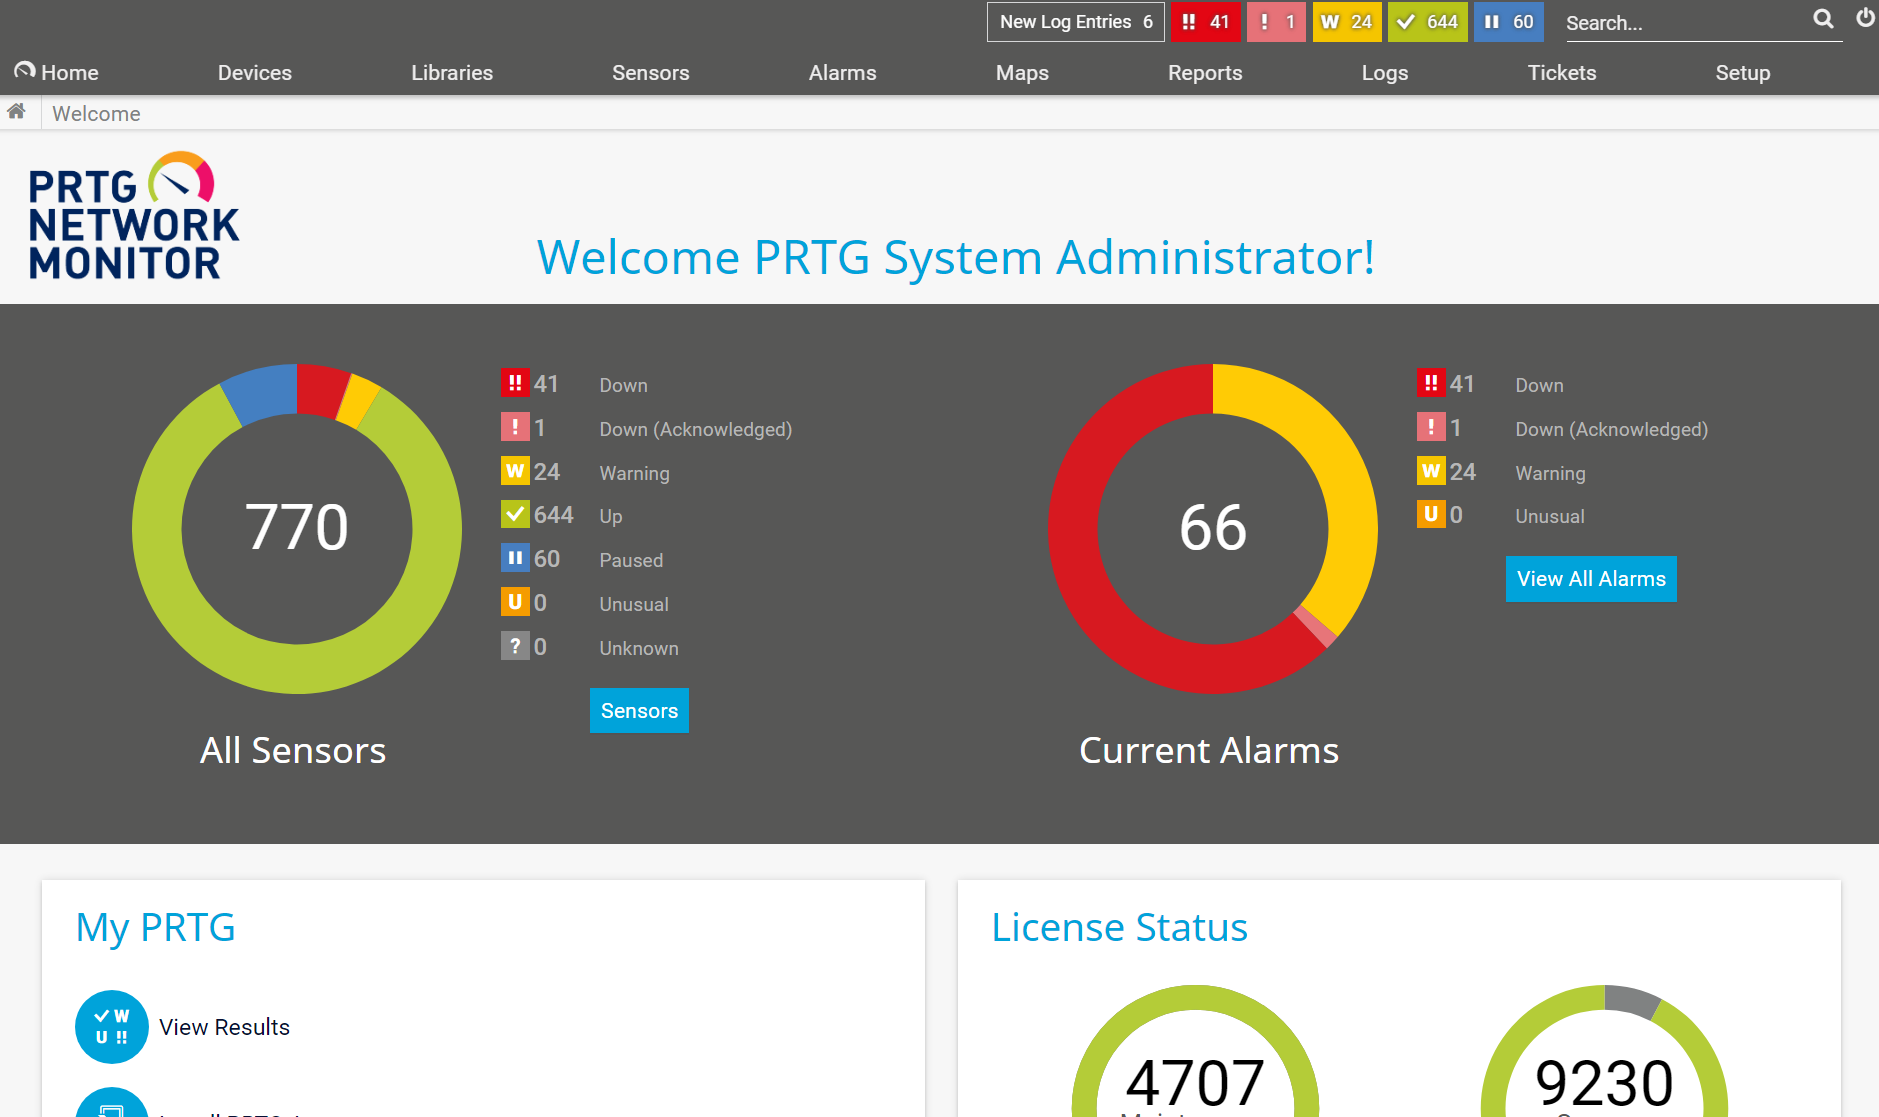 New Log Entries 6
!! 41
! 1
W 24
644
60
Search...
Home Devices Libraries Sensors Alarms Maps Reports Logs Tickets Setup
Welcome
PRTG
NETWORK
MONITOR
Welcome PRTG System Administrator!
770
!! 41 Down
! 1 Down (Acknowledged)
W 24 Warning
644 Up
60 Paused
U 0 Unusual
? 0 Unknown
Sensors
All Sensors
66
!! 41 Down
! 1 Down (Acknowledged)
W 24 Warning
U 0 Unusual
View All Alarms
Current Alarms
My PRTG
W
U !!
View Results
License Status
4707
9230